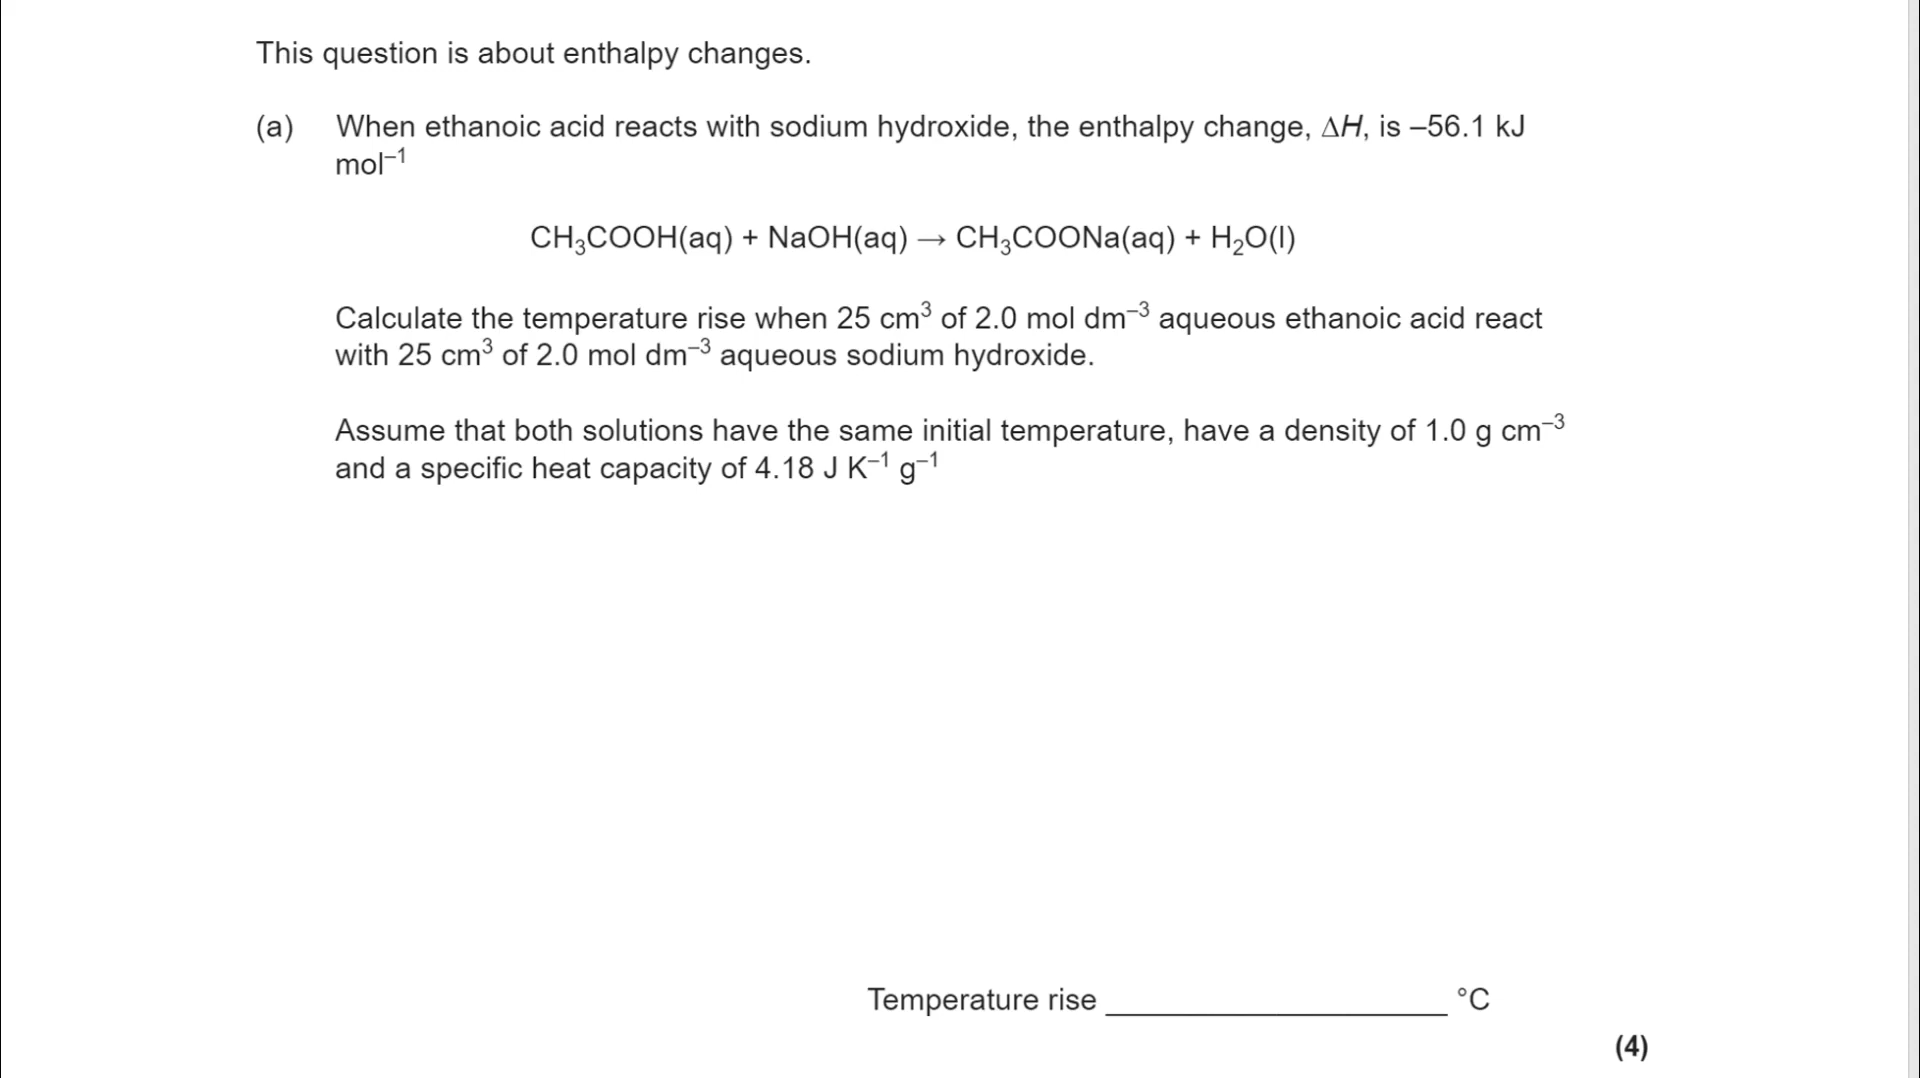 This question is about enthalpy changes.
(a) When ethanoic acid reacts with sodium hydroxide, the enthalpy change, ΔH, is –56.1 kJ
mol⁻¹
CH₃COOH(aq) + NaOH(aq) → CH₃COONa(aq) + H₂O(l)
Calculate the temperature rise when 25 cm³ of 2.0 mol dm⁻³ aqueous ethanoic acid react
with 25 cm³ of 2.0 mol dm⁻³ aqueous sodium hydroxide.
Assume that both solutions have the same initial temperature, have a density of 1.0 g cm⁻³
and a specific heat capacity of 4.18 J K⁻¹ g⁻¹
Temperature rise ____________________ °C
(4)